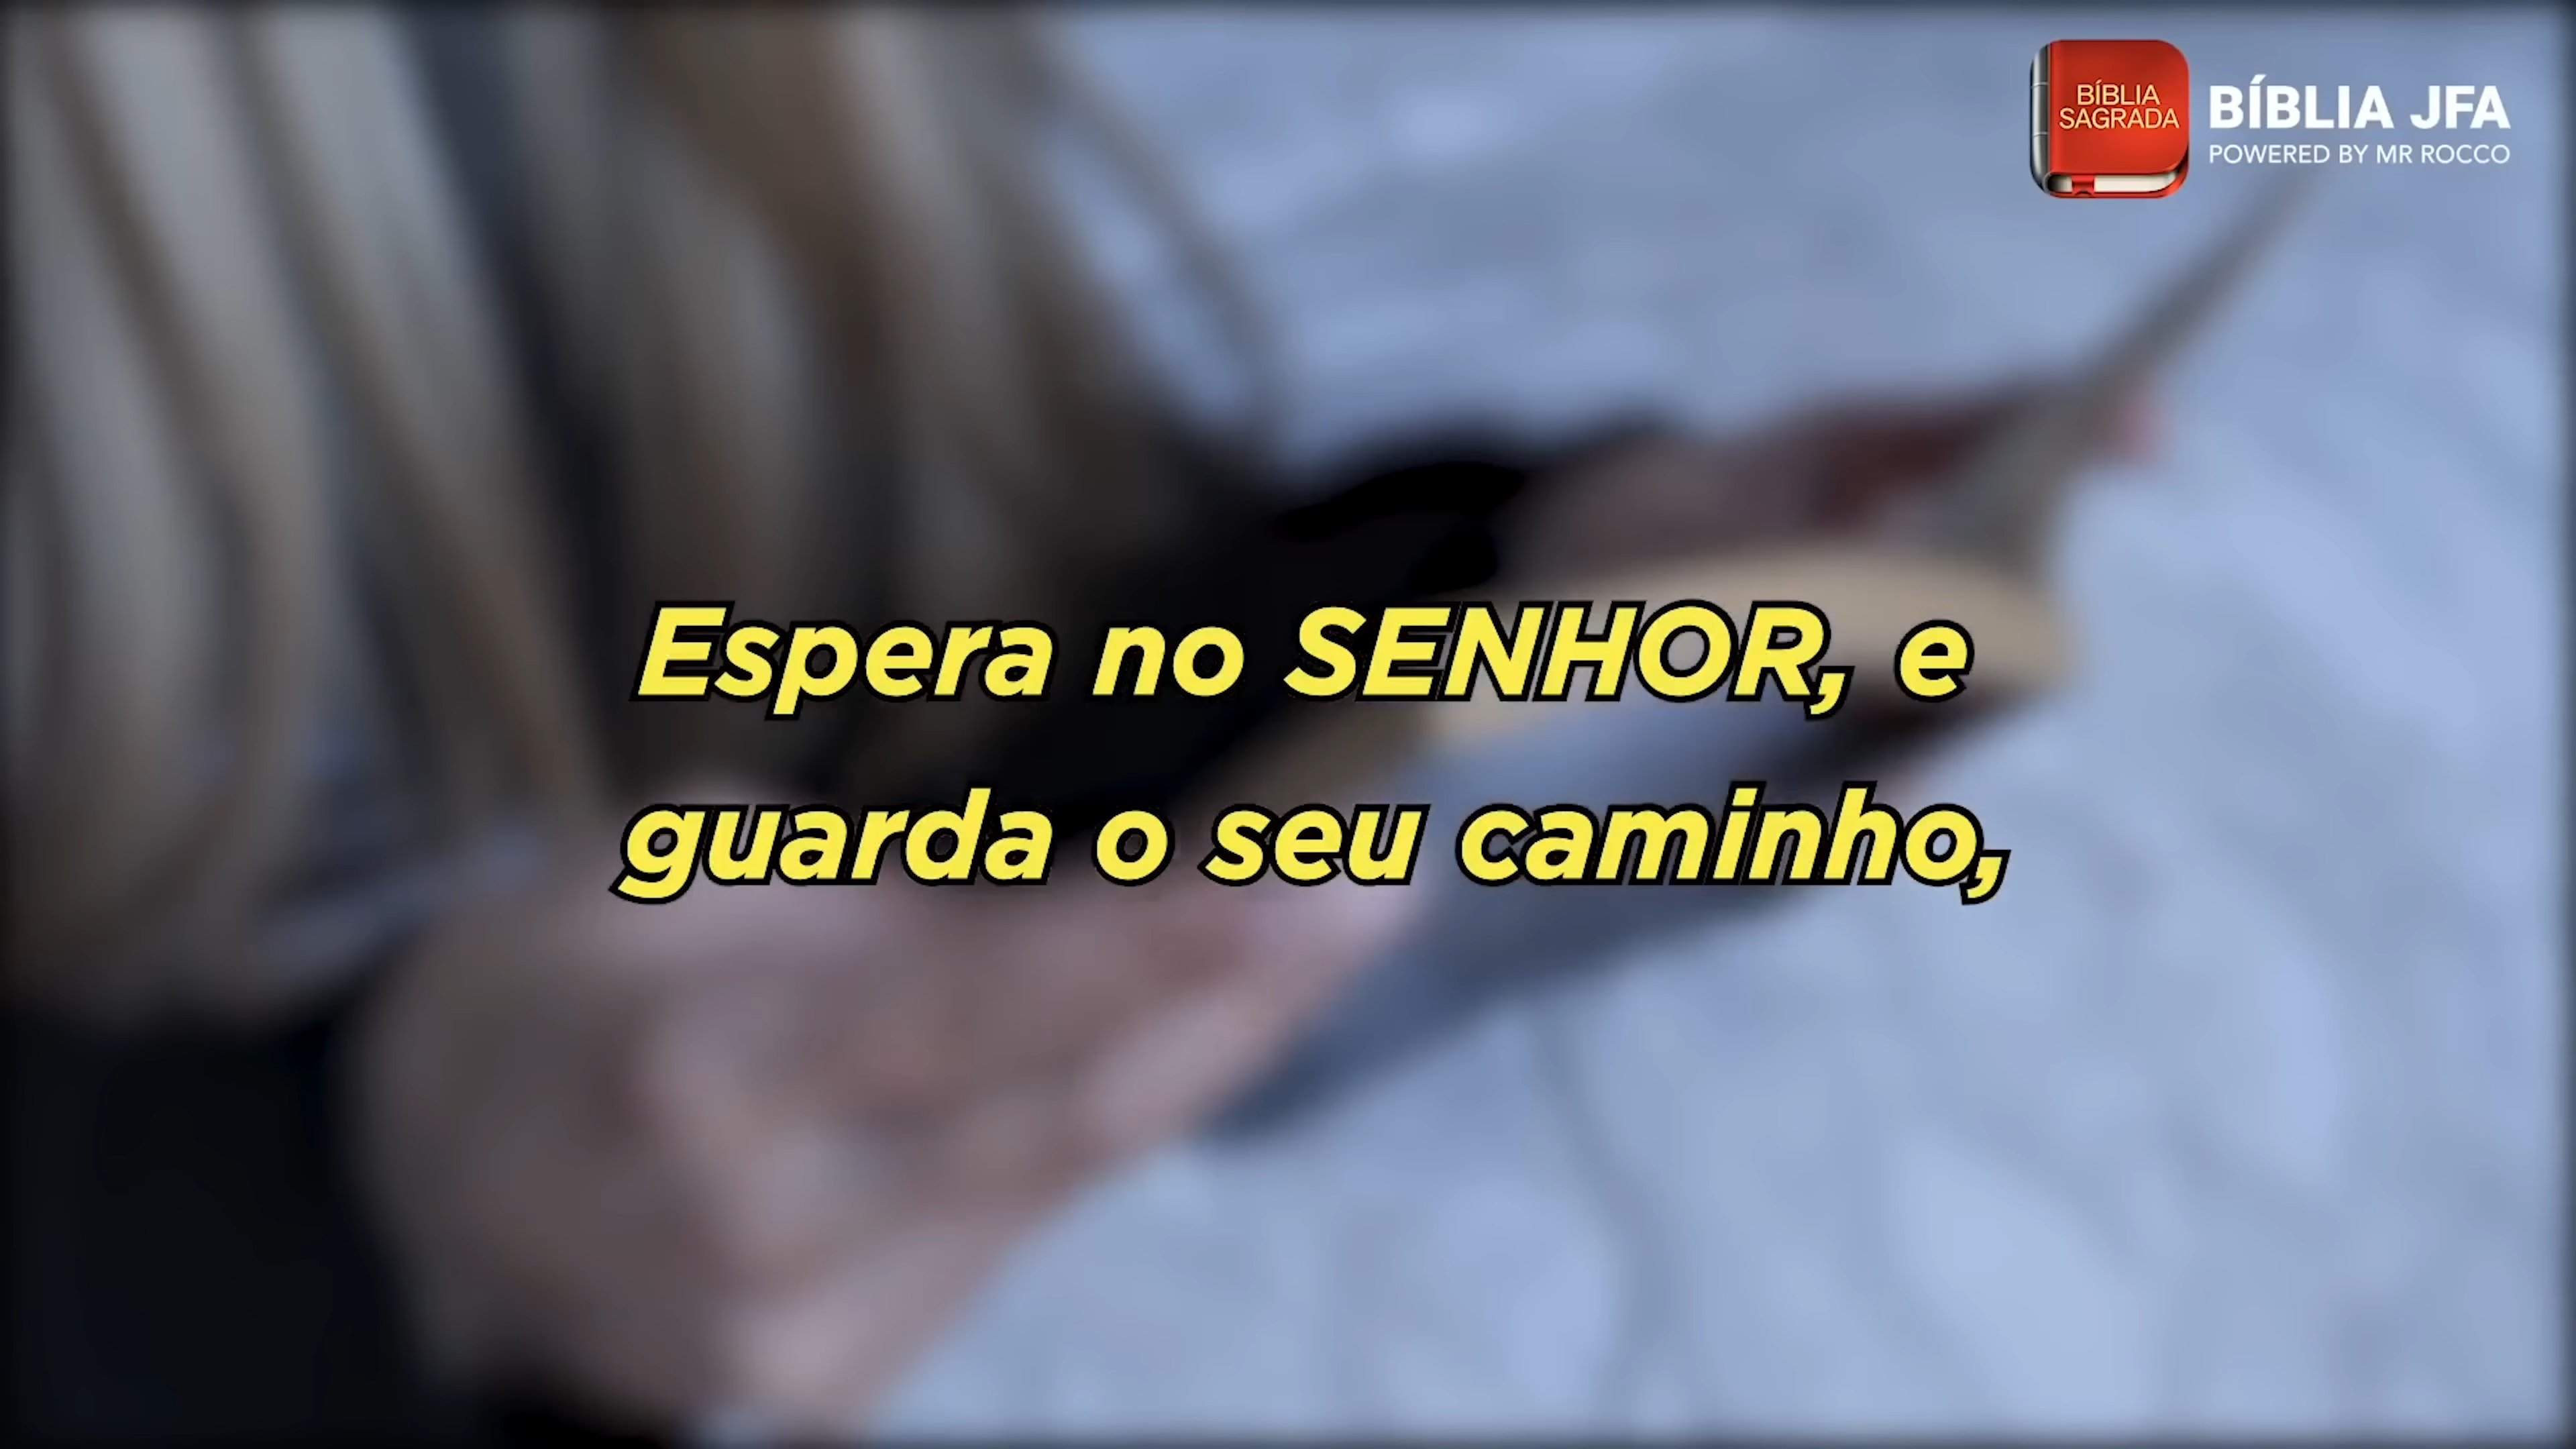 BÍBLIA
SAGRADA
BÍBLIA JFA
POWERED BY MR ROCCO
Espera no SENHOR, e
guarda o seu caminho,